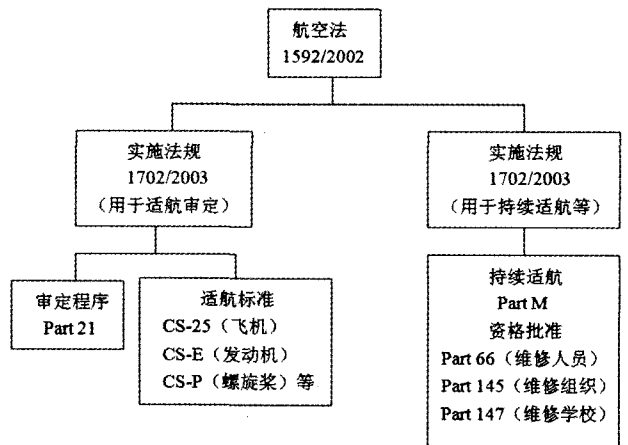 航空法
1592/2002
实施法规
1702/2003
（用于适航审定）
实施法规
1702/2003
（用于持续适航等）
审定程序
Part 21
适航标准
CS-25（飞机）
CS-E（发动机）
CS-P（螺旋桨）等
持续适航
Part M
资格批准
Part 66（维修人员）
Part 145（维修组织）
Part 147（维修学校）